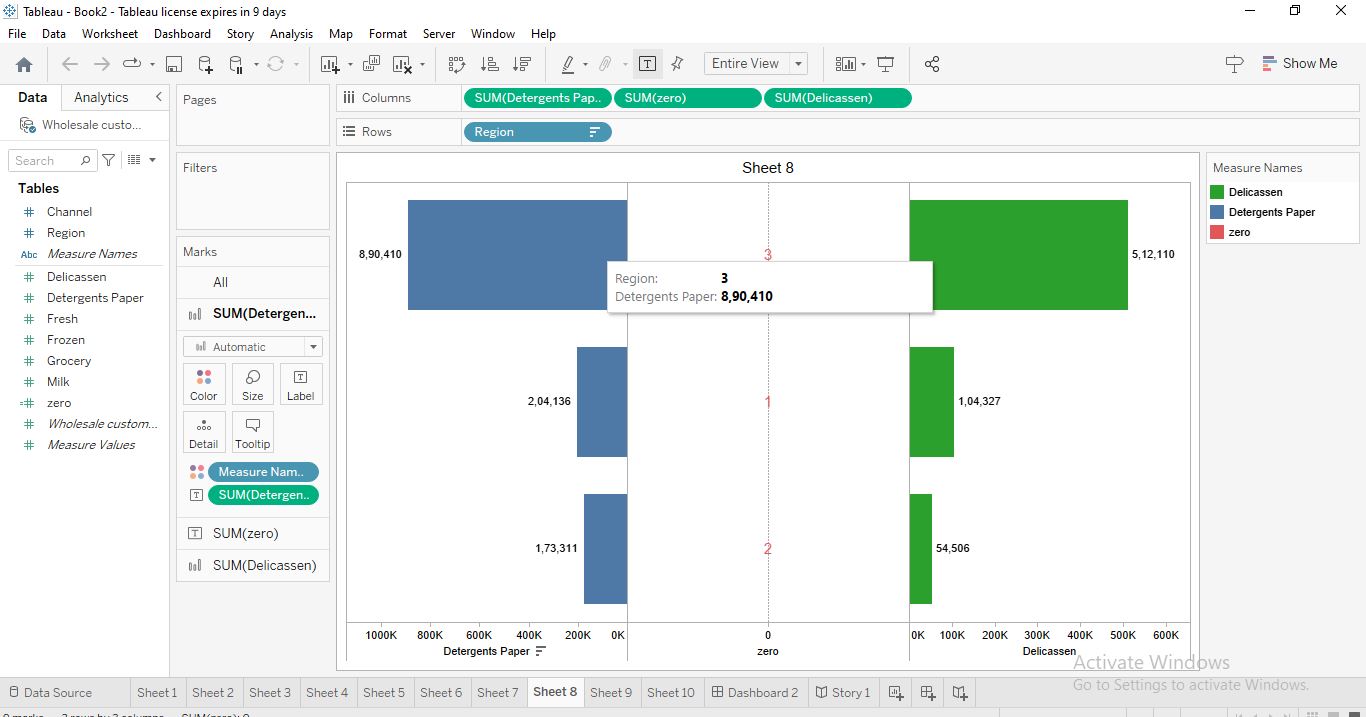 Tableau - Book2 - Tableau license expires in 9 days
File Data Worksheet Dashboard Story Analysis Map Format Server Window Help
Entire View
Show Me
Data Analytics
Wholesale custo...
Search
Tables
Channel
Region
Abc Measure Names
Delicassen
Detergents Paper
Fresh
Frozen
Grocery
Milk
zero
Wholesale custom...
Measure Values
Pages
Filters
Marks
All
SUM(Detergen...
Automatic
Color Size Label
Detail Tooltip
Measure Nam..
SUM(Detergen..
SUM(zero)
SUM(Delicassen)
Columns SUM(Detergents Pap.. SUM(zero) SUM(Delicassen)
Rows Region
Sheet 8
8,90,410 3 5,12,110
Region: 3
Detergents Paper: 8,90,410
2,04,136 1 1,04,327
1,73,311 2 54,506
1000K 800K 600K 400K 200K 0K 0 0K 100K 200K 300K 400K 500K 600K
Detergents Paper zero Delicassen
Measure Names
Delicassen
Detergents Paper
zero
Activate Windows
Go to Settings to activate Windows.
Data Source Sheet 1 Sheet 2 Sheet 3 Sheet 4 Sheet 5 Sheet 6 Sheet 7 Sheet 8 Sheet 9 Sheet 10 Dashboard 2 Story 1